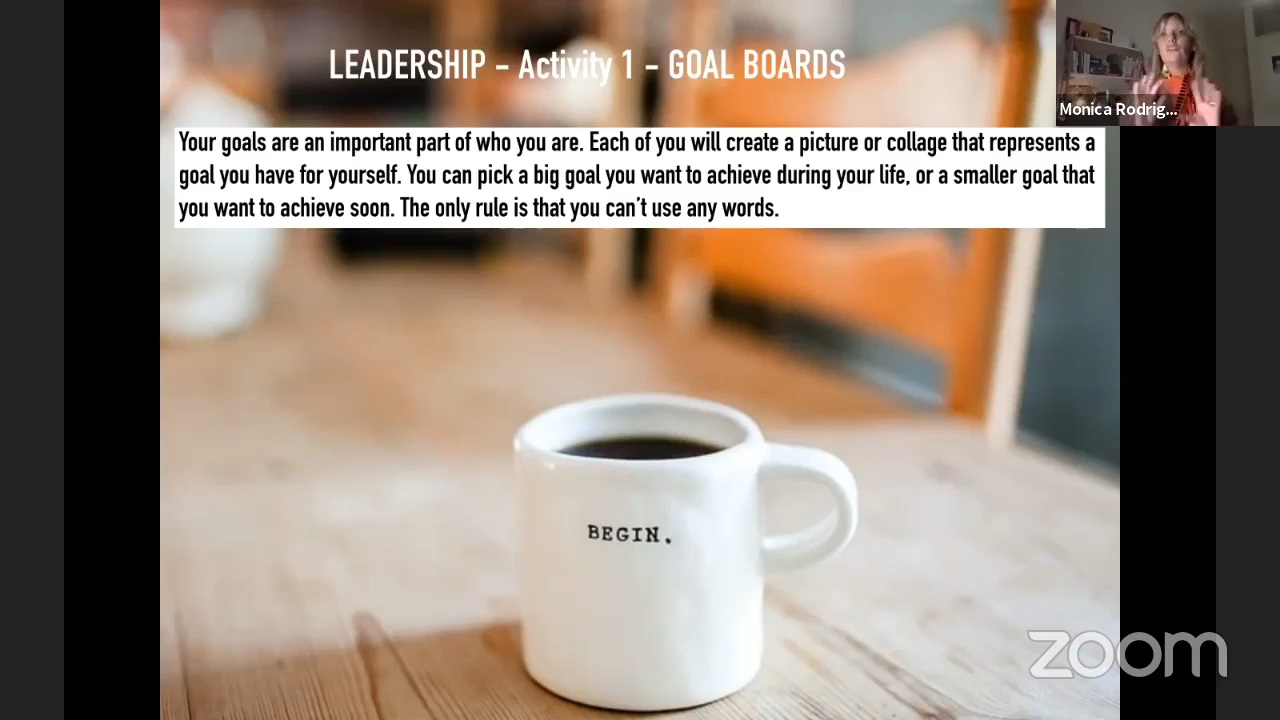 LEADERSHIP - Activity 1 - GOAL BOARDS
Monica Rodrig...
Your goals are an important part of who you are. Each of you will create a picture or collage that represents a
goal you have for yourself. You can pick a big goal you want to achieve during your life, or a smaller goal that
you want to achieve soon. The only rule is that you can't use any words.
BEGIN.
zoom